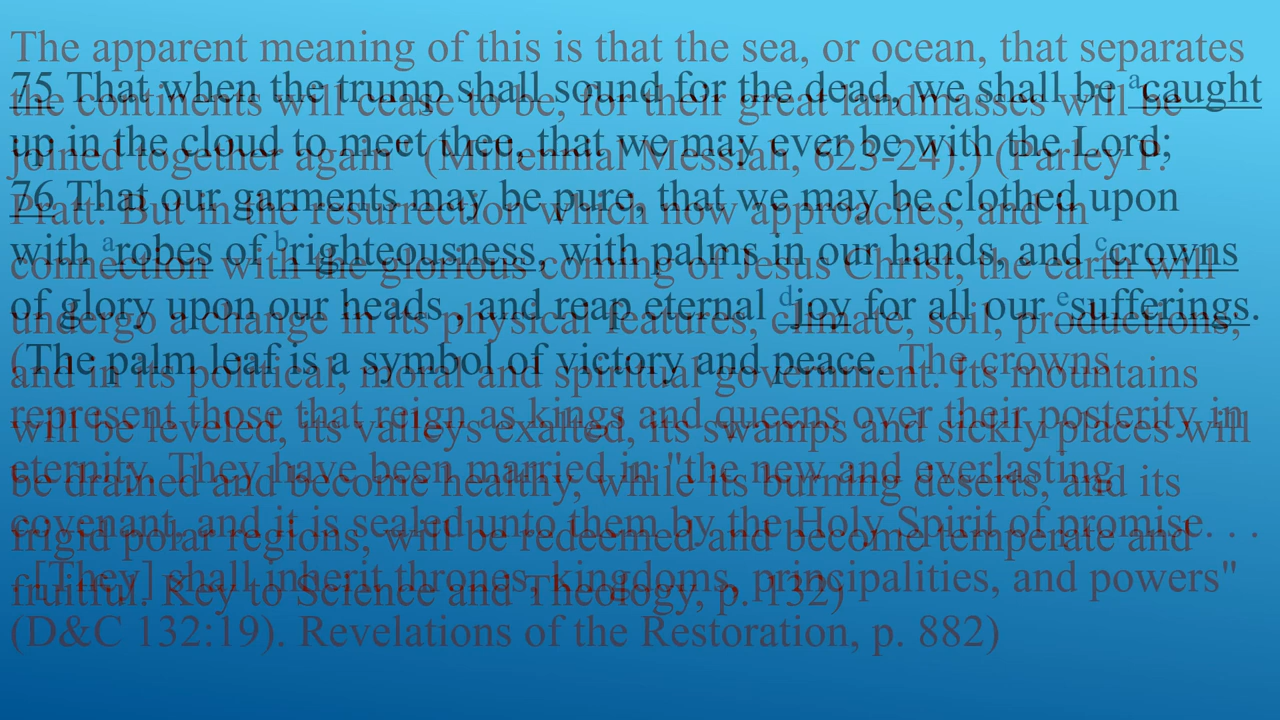 The apparent meaning of this is that the sea, or ocean, that separates
the continents will cease to be, for their great landmasses will be
joined together again" (Millennial Messiah, 623-24).) (Parley P.
Pratt: But in the resurrection which now approaches, and in
connection with the glorious coming of Jesus Christ, the earth will
undergo a change in its physical features, climate, soil, productions,
and in its political, moral and spiritual government. Its mountains
will be leveled, its valleys exalted, its swamps and sickly places will
be drained and become healthy, while its burning deserts, and its
frigid polar regions, will be redeemed and become temperate and
fruitful. Key to Science and Theology, p. 132)
75 That when the trump shall sound for the dead, we shall be a caught
up in the cloud to meet thee, that we may ever be with the Lord;
76 That our garments may be pure, that we may be clothed upon
with a robes of b righteousness, with palms in our hands, and c crowns
of glory upon our heads , and reap eternal d joy for all our e sufferings.
(The palm leaf is a symbol of victory and peace. The crowns
represent those that reign as kings and queens over their posterity in
eternity. They have been married in "the new and everlasting
covenant, and it is sealed unto them by the Holy Spirit of promise. . .
. [They] shall inherit thrones, kingdoms, principalities, and powers"
(D&C 132:19). Revelations of the Restoration, p. 882)